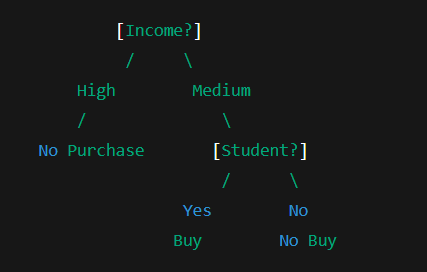 [Income?]
/ \
High Medium
/ \
No Purchase [Student?]
/ \
Yes No
Buy No Buy